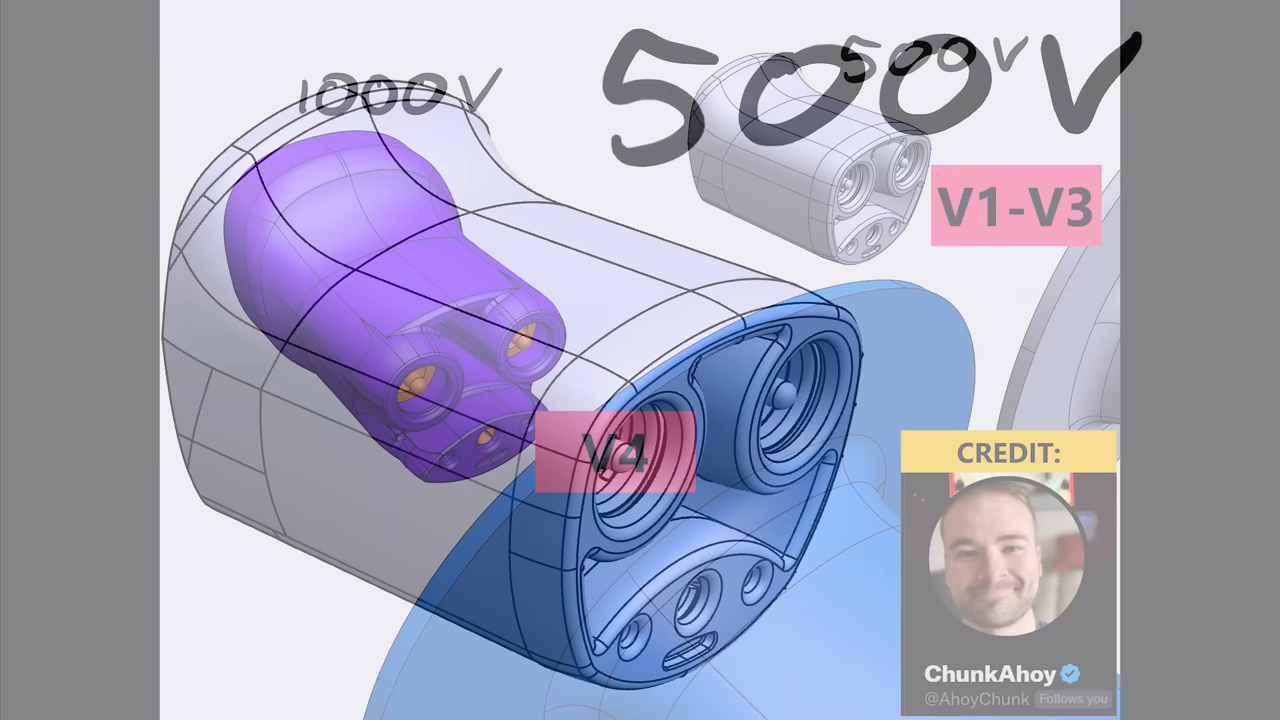 1000V
500V
500V
V1-V3
V4
CREDIT:
ChunkAhoy
@AhoyChunk Follows you